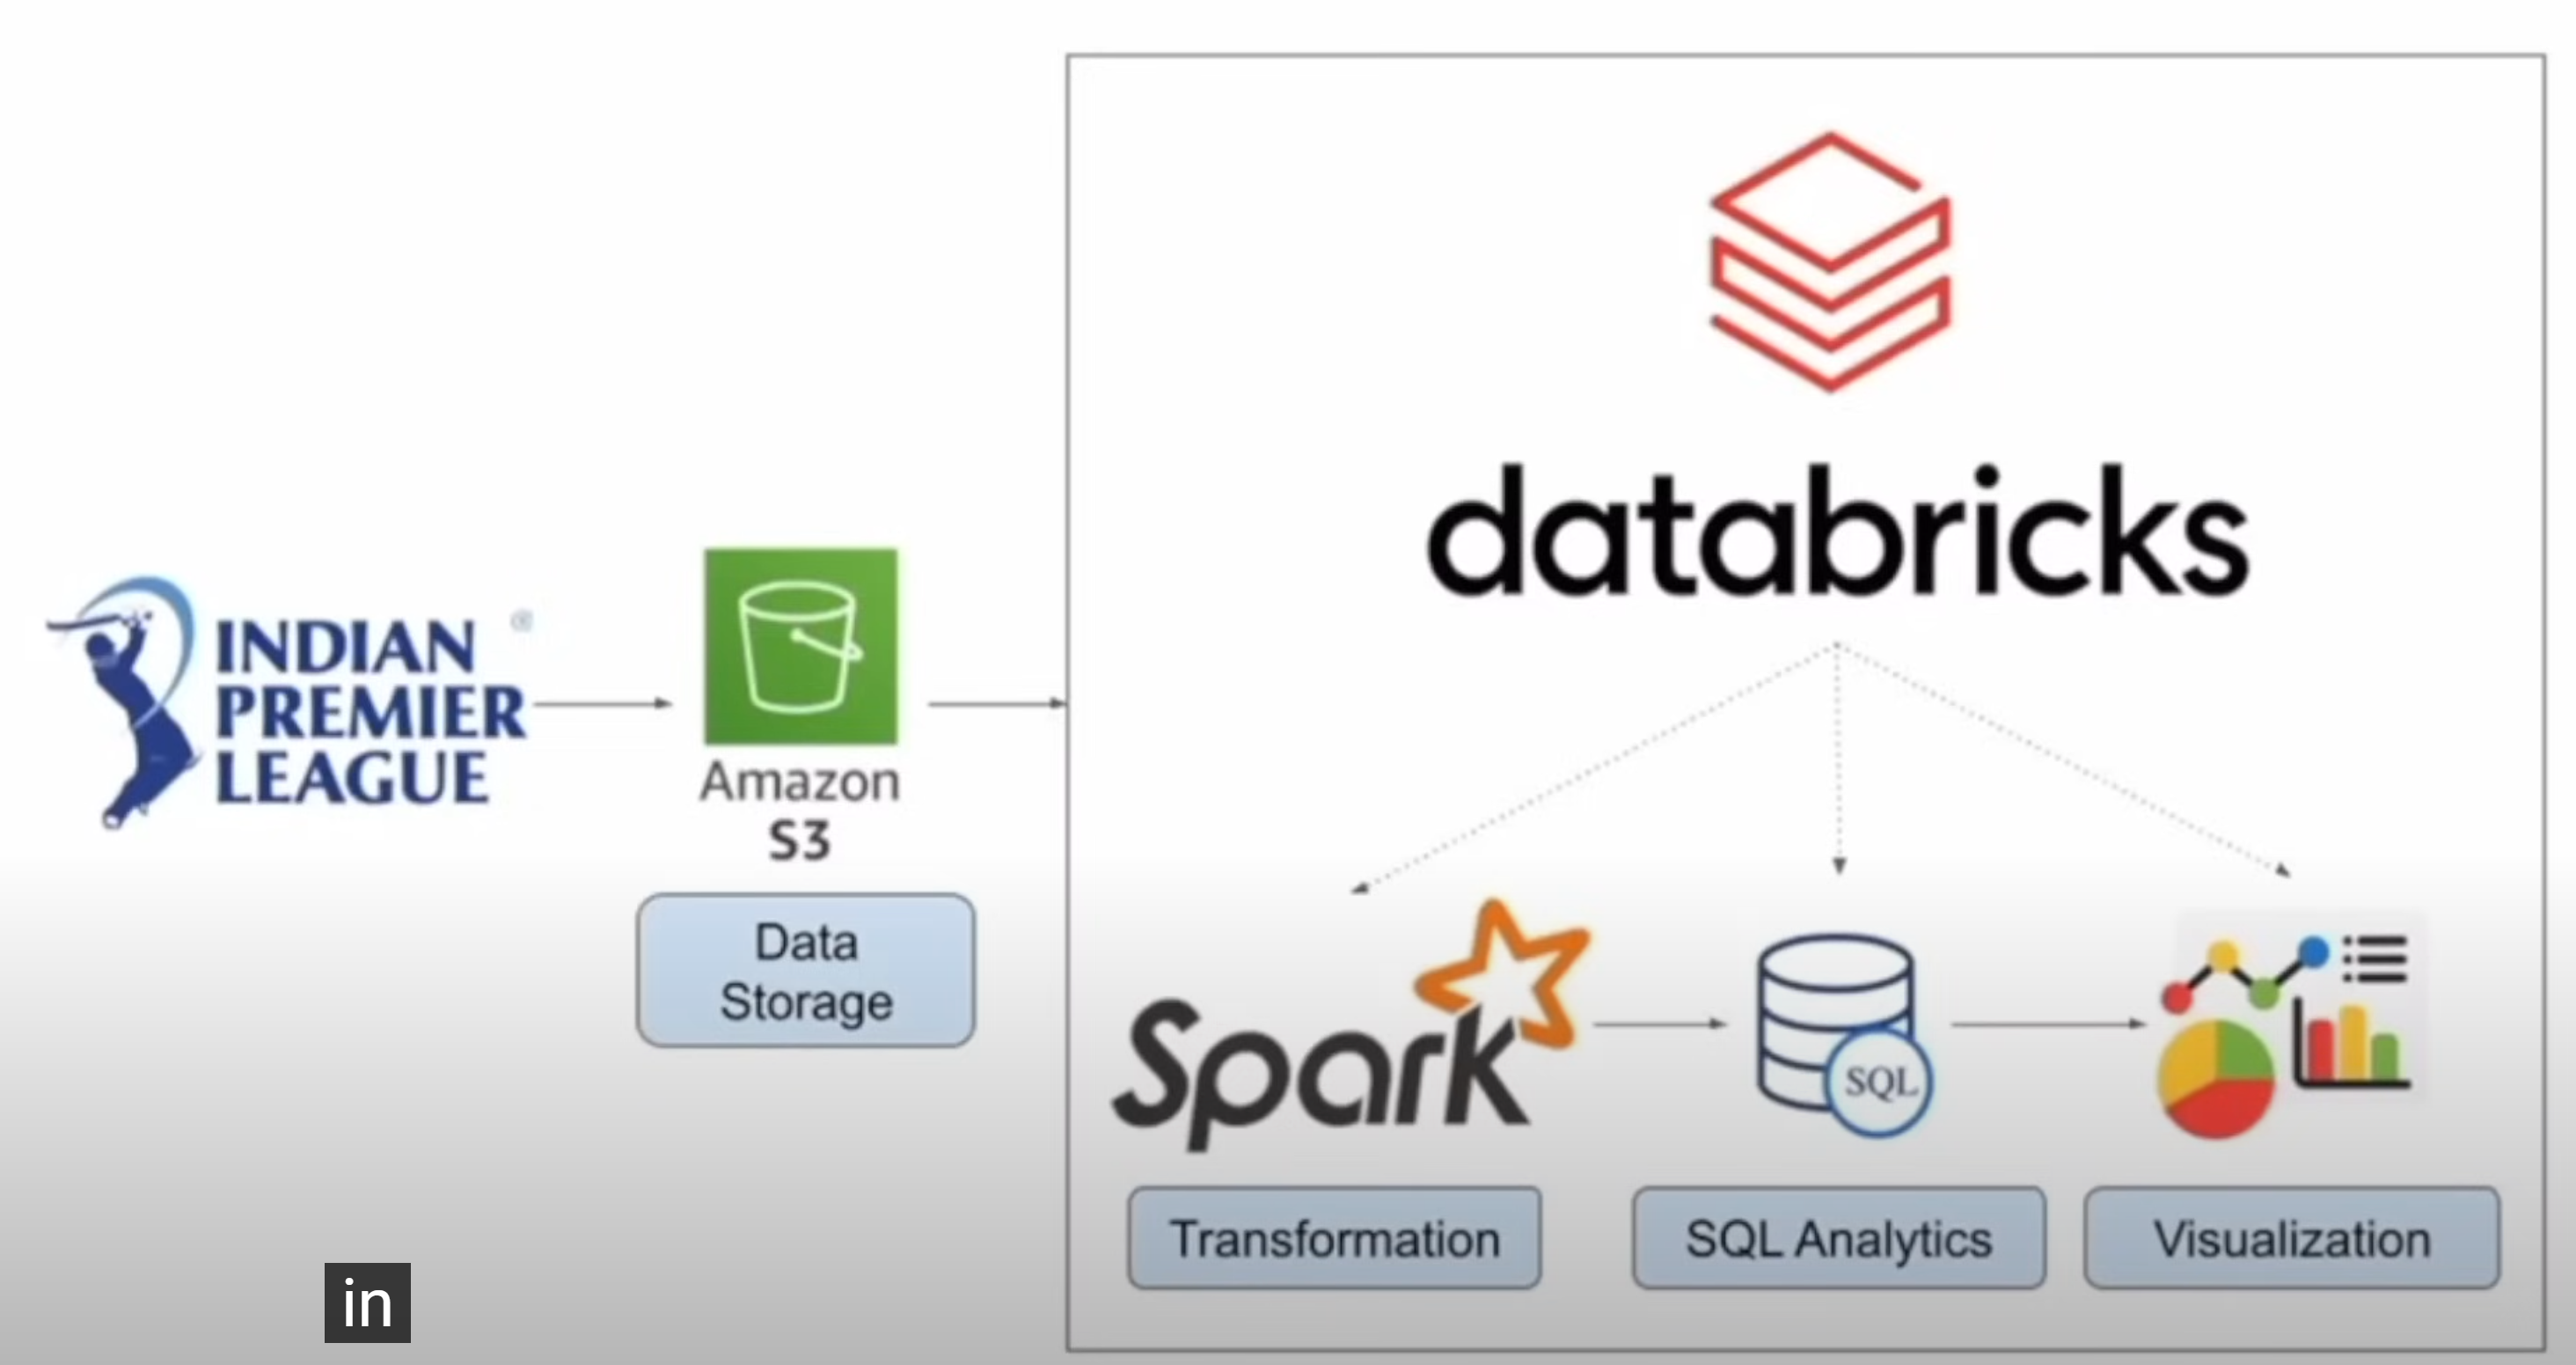 databricks
INDIAN
PREMIER
LEAGUE
®
Amazon
S3
Data
Storage
Spark
SQL
Transformation
SQL Analytics
Visualization
in